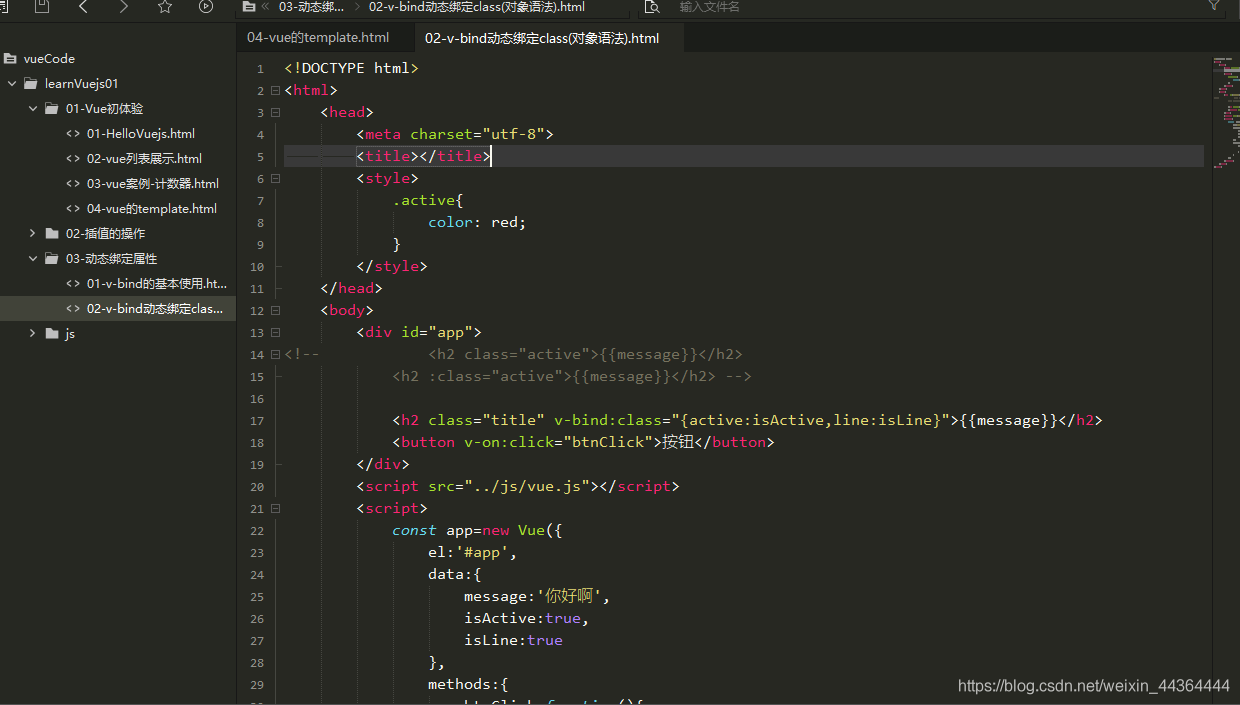 03-动态绑... 02-v-bind动态绑定class(对象语法).html 输入文件名
04-vue的template.html 02-v-bind动态绑定class(对象语法).html
vueCode
learnVuejs01
01-Vue初体验
01-HelloVuejs.html
02-vue列表展示.html
03-vue案例-计数器.html
04-vue的template.html
02-插值的操作
03-动态绑定属性
01-v-bind的基本使用.ht...
02-v-bind动态绑定clas...
js
1 <!DOCTYPE html>
2 <html>
3 <head>
4 <meta charset="utf-8">
5 <title></title>
6 <style>
7 .active{
8 color: red;
9 }
10 </style>
11 </head>
12 <body>
13 <div id="app">
14 <!-- <h2 class="active">{{message}}</h2>
15 <h2 :class="active">{{message}}</h2> -->
16
17 <h2 class="title" v-bind:class="{active:isActive,line:isLine}">{{message}}</h2>
18 <button v-on:click="btnClick">按钮</button>
19 </div>
20 <script src="../js/vue.js"></script>
21 <script>
22 const app=new Vue({
23 el:'#app',
24 data:{
25 message:'你好啊',
26 isActive:true,
27 isLine:true
28 },
29 methods:{
https://blog.csdn.net/weixin_44364444